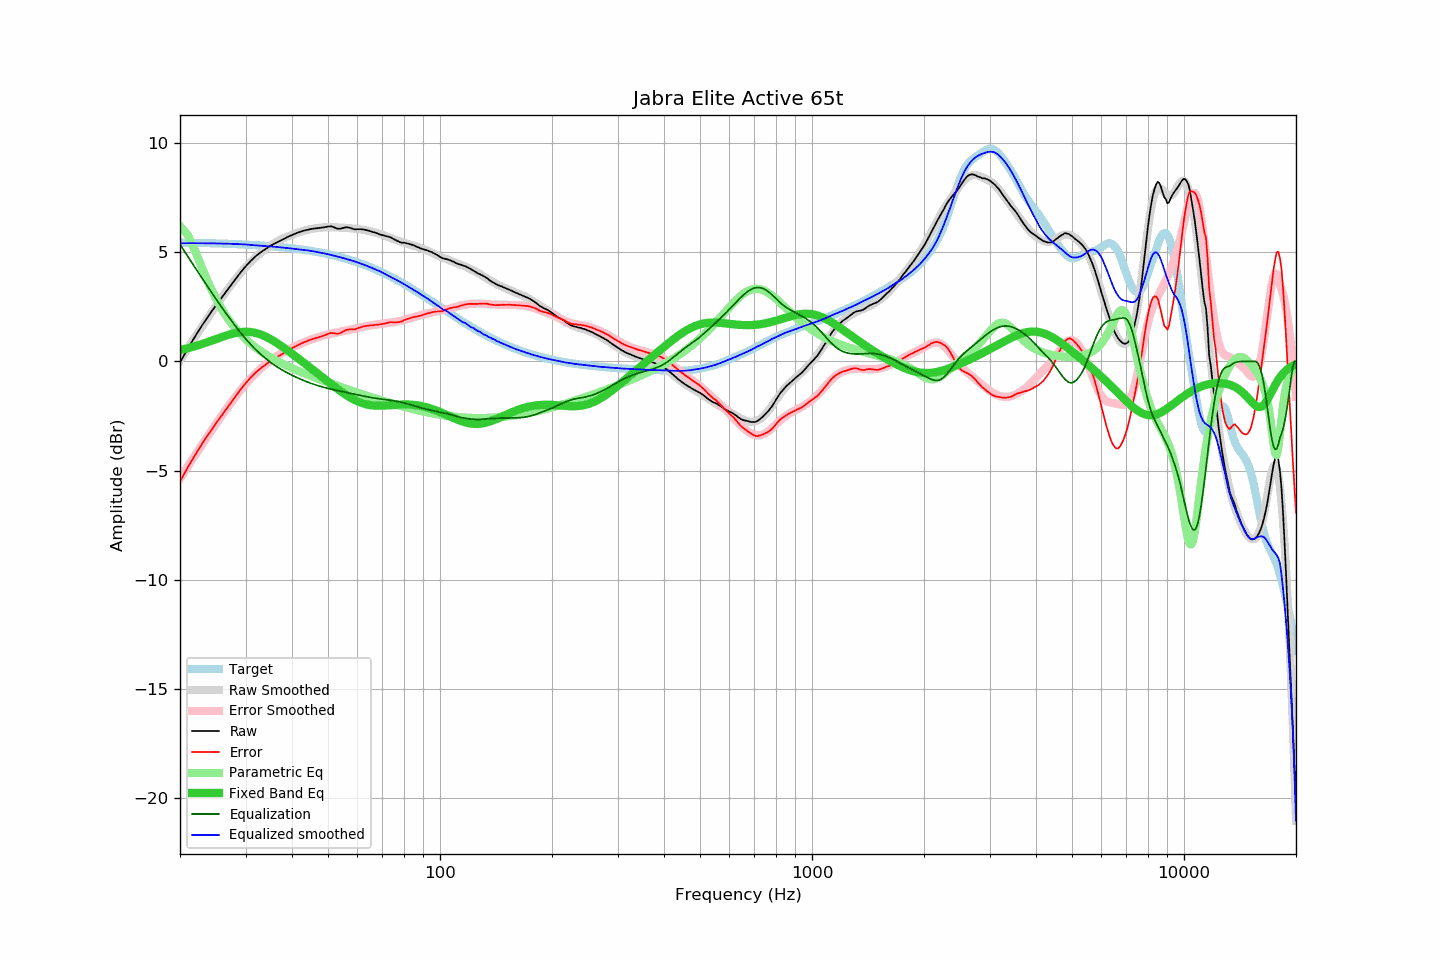 Jabra Elite Active 65t
10
5
0
−5
−10
−15
−20
Amplitude (dBr)
Target
Raw Smoothed
Error Smoothed
Raw
Error
Parametric Eq
Fixed Band Eq
Equalization
Equalized smoothed
100
1000
10000
Frequency (Hz)